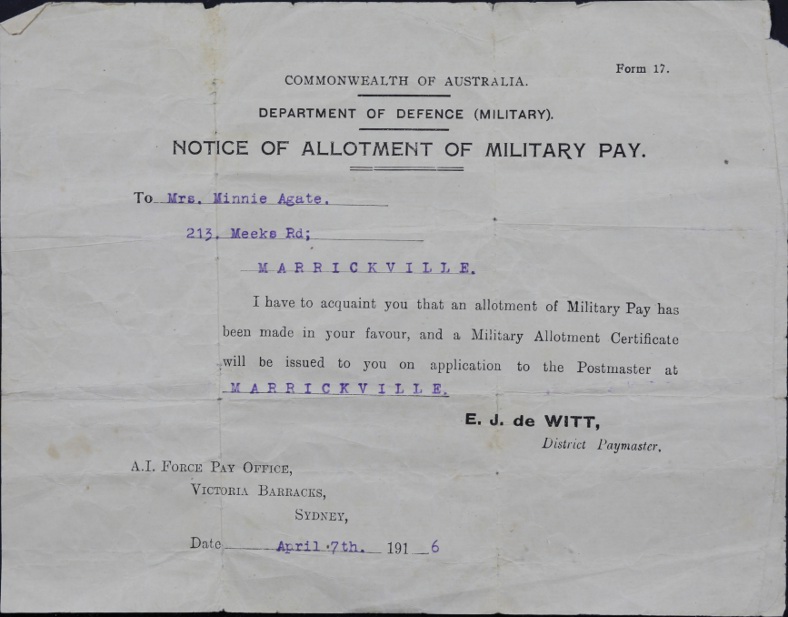 Form 17.
COMMONWEALTH OF AUSTRALIA.
DEPARTMENT OF DEFENCE (MILITARY).
NOTICE OF ALLOTMENT OF MILITARY PAY.
To Mrs. Minnie Agate.
213, Meeks Rd;
MARRICKVILLE.
I have to acquaint you that an allotment of Military Pay has
been made in your favour, and a Military Allotment Certificate
will be issued to you on application to the Postmaster at
MARRICKVILLE.
E. J. de WITT,
District Paymaster.
A.I. FORCE PAY OFFICE,
VICTORIA BARRACKS,
SYDNEY,
Date April 7th. 1916